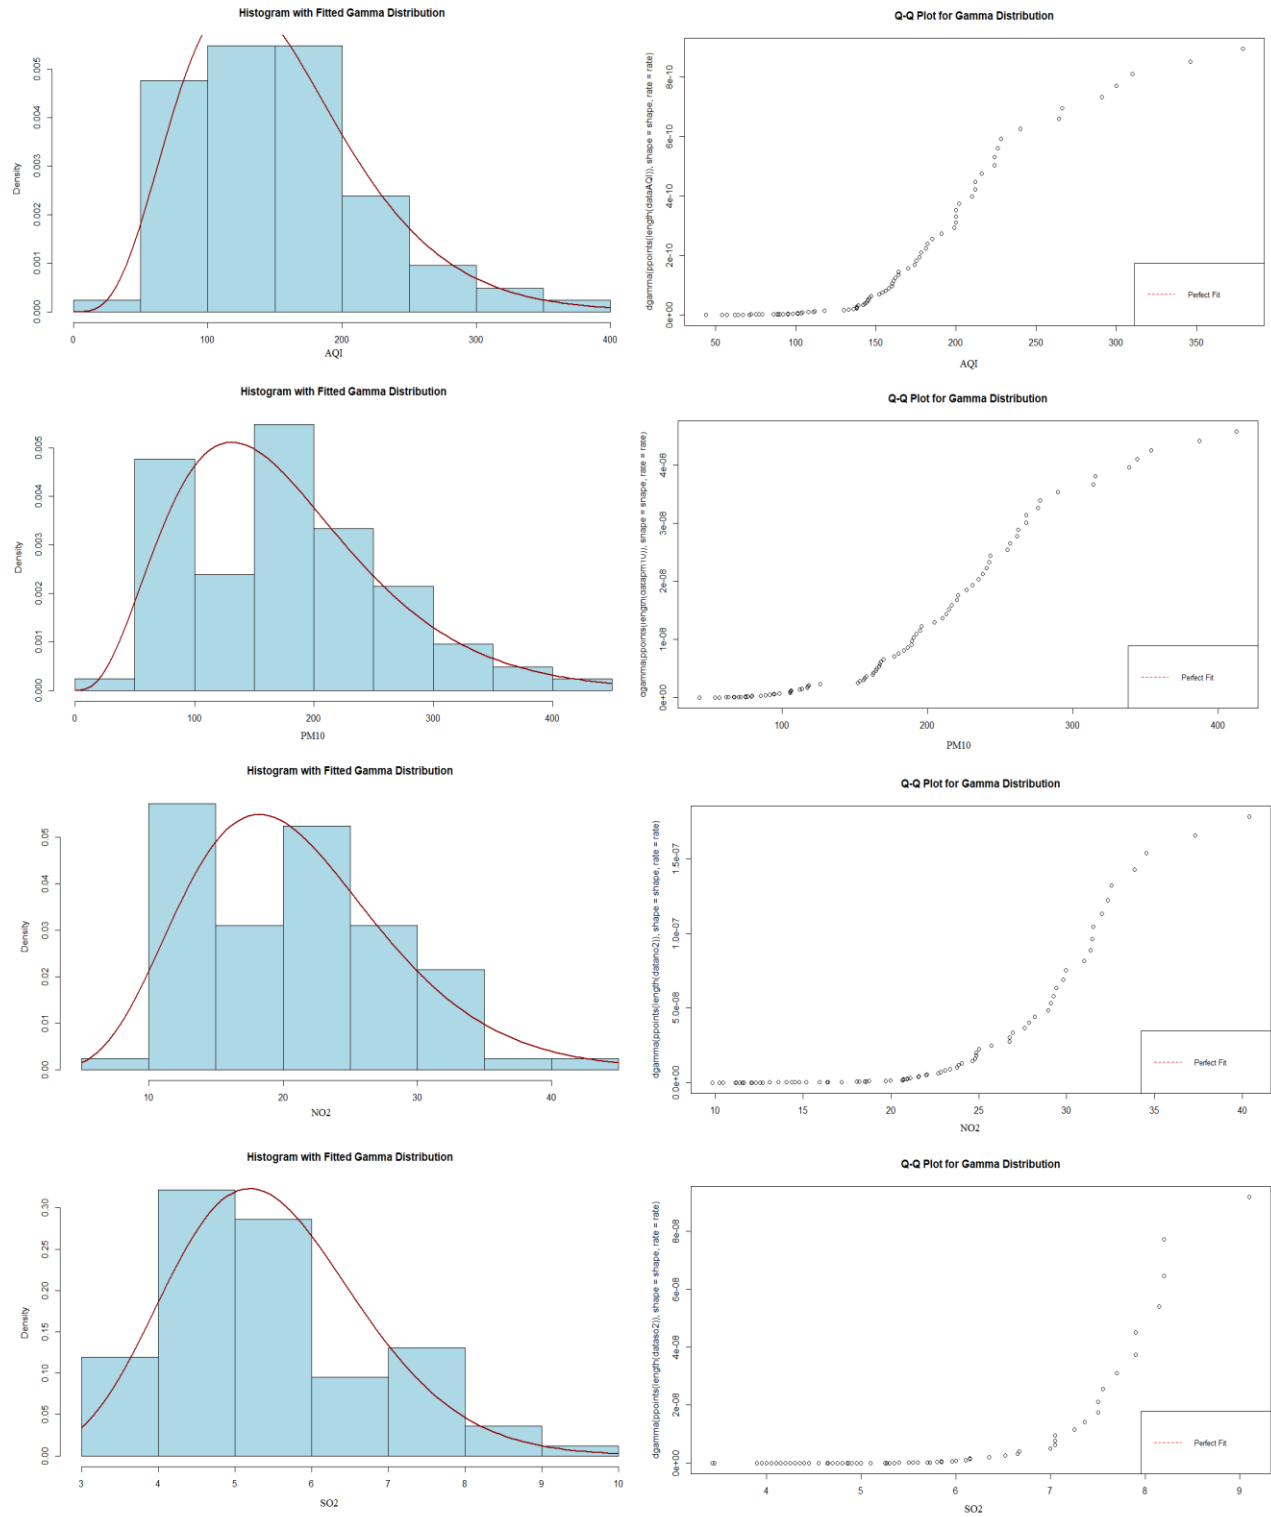 Histogram with Fitted Gamma Distribution
Density
0.000 0.001 0.002 0.003 0.004 0.005
0 100 200 300 400
AQI
Q-Q Plot for Gamma Distribution
dgamma(ppoints(length(dataAQI)), shape = shape, rate = rate)
0e+00 2e-10 4e-10 6e-10 8e-10
50 100 150 200 250 300 350
AQI
Perfect Fit
Histogram with Fitted Gamma Distribution
Density
0.000 0.001 0.002 0.003 0.004 0.005
0 100 200 300 400
PM10
Q-Q Plot for Gamma Distribution
dgamma(ppoints(length(datapm10)), shape = shape, rate = rate)
0e+00 1e-08 2e-08 3e-08 4e-08
100 200 300 400
PM10
Perfect Fit
Histogram with Fitted Gamma Distribution
Density
0.00 0.01 0.02 0.03 0.04 0.05
10 20 30 40
NO2
Q-Q Plot for Gamma Distribution
dgamma(ppoints(length(datano2)), shape = shape, rate = rate)
0.0e+00 5.0e-08 1.0e-07 1.5e-07
10 15 20 25 30 35 40
NO2
Perfect Fit
Histogram with Fitted Gamma Distribution
Density
0.00 0.05 0.10 0.15 0.20 0.25 0.30
3 4 5 6 7 8 9 10
SO2
Q-Q Plot for Gamma Distribution
dgamma(ppoints(length(dataso2)), shape = shape, rate = rate)
0e+00 2e-08 4e-08 6e-08 8e-08
4 5 6 7 8 9
SO2
Perfect Fit